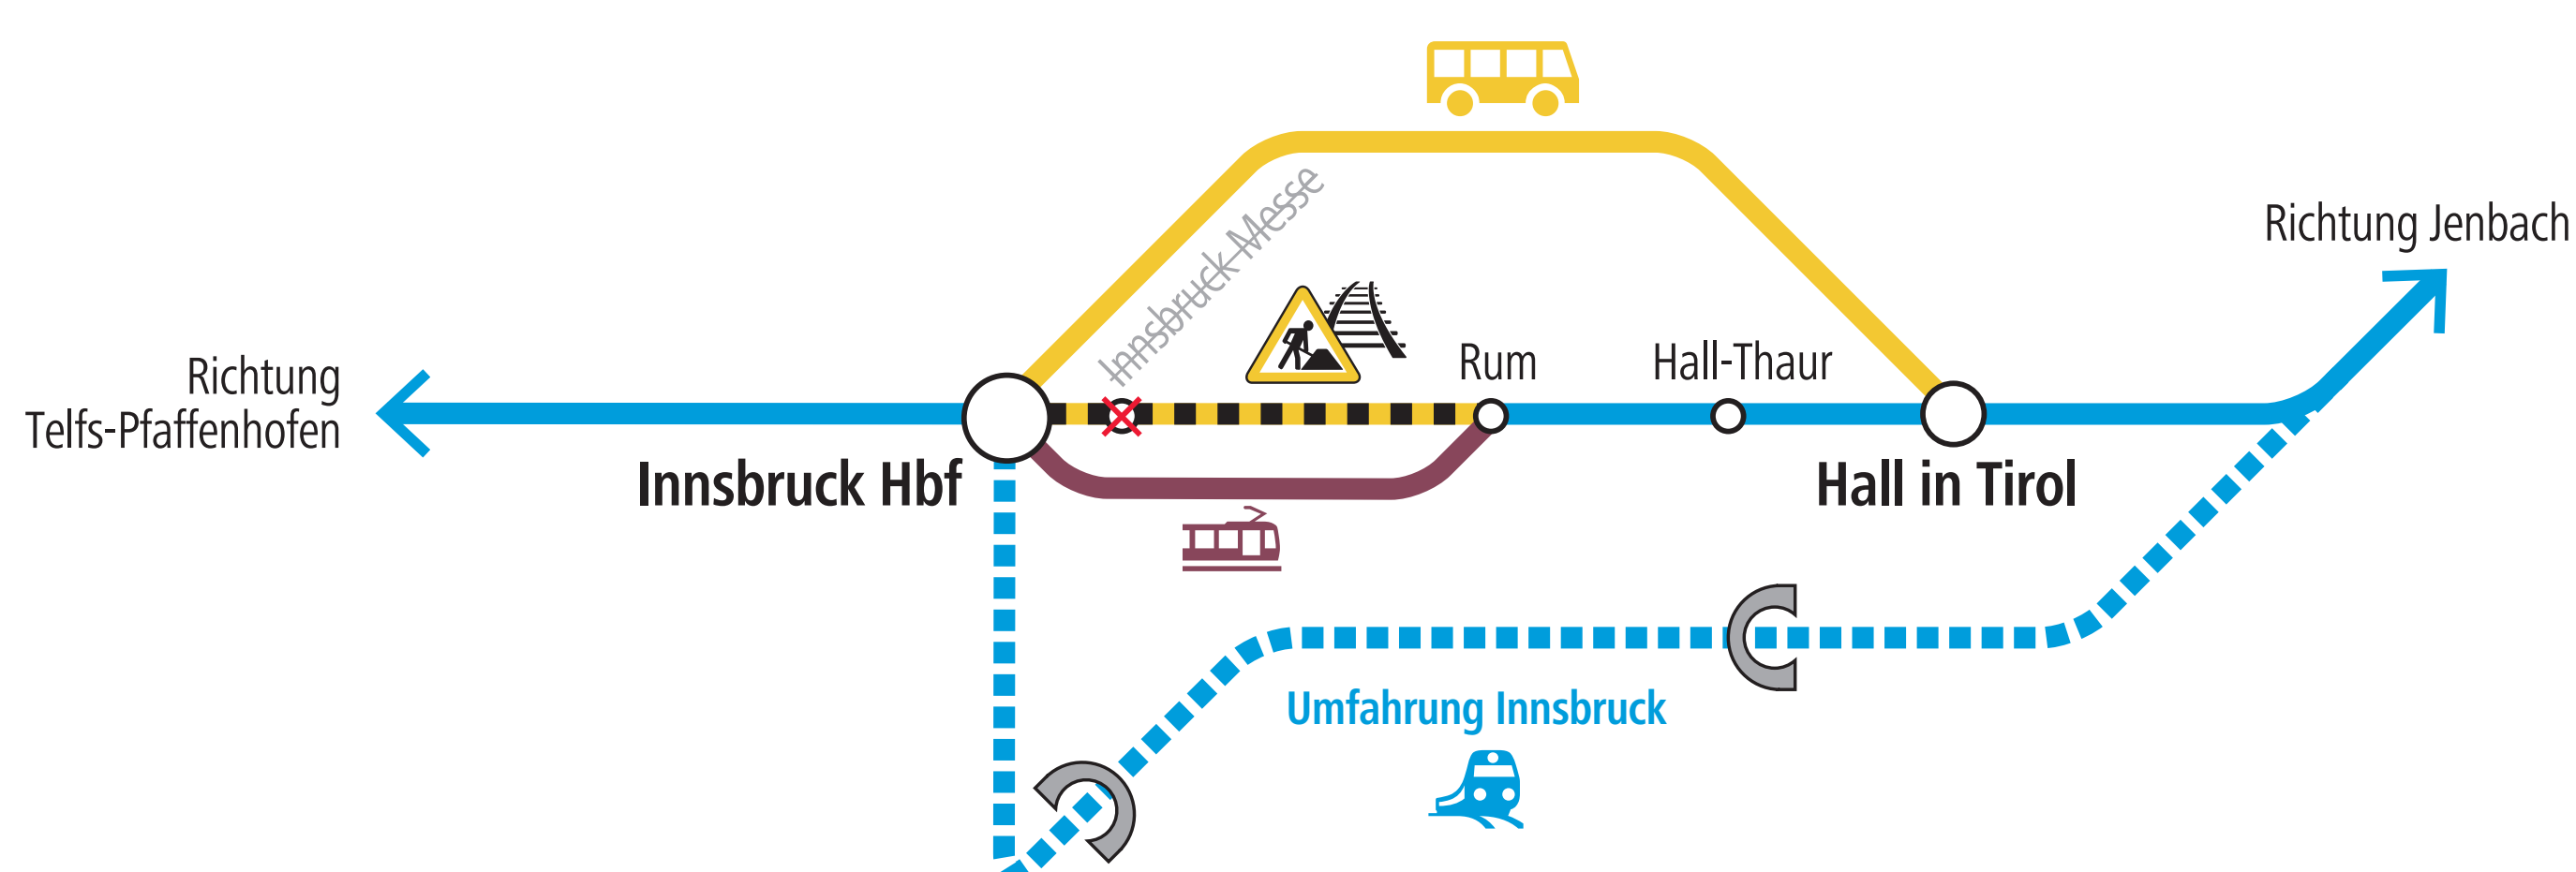 Innsbruck Messe
Richtung Jenbach
Richtung
Telfs-Pfaffenhofen
Rum
Hall-Thaur
Innsbruck Hbf
Hall in Tirol
Umfahrung Innsbruck